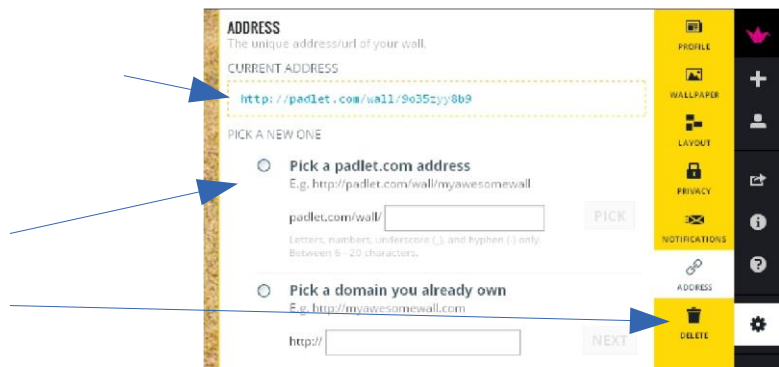 ADDRESS
The unique address/url of your wall.
CURRENT ADDRESS
http://padlet.com/wall/9o35zyy8b9
PICK A NEW ONE
Pick a padlet.com address
E.g. http://padlet.com/wall/myawesomewall
padlet.com/wall/
PICK
Letters, numbers, underscore (_), and hyphen (-) only.
Between 6 - 20 characters.
Pick a domain you already own
E.g. http://myawesomewall.com
http://
NEXT
PROFILE
WALLPAPER
LAYOUT
PRIVACY
NOTIFICATIONS
ADDRESS
DELETE